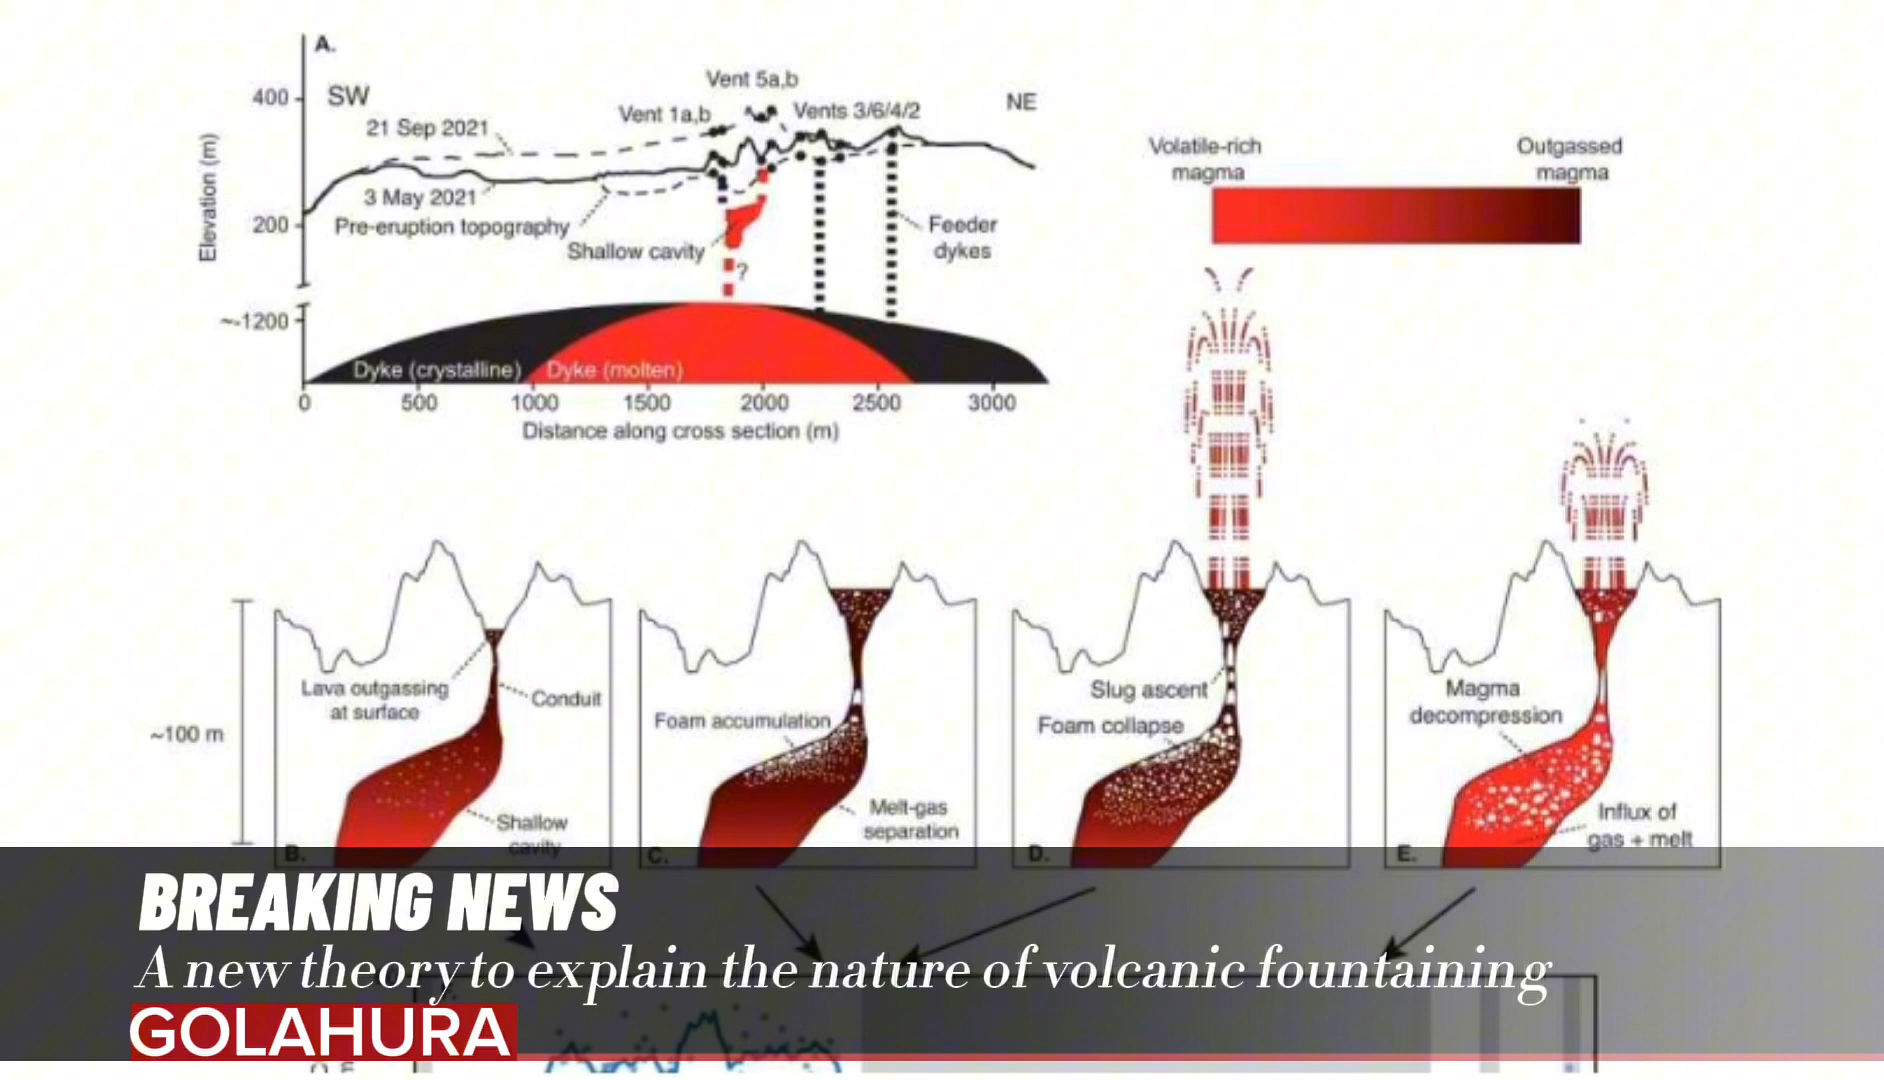 A.
400
SW
21 Sep 2021
Vent 5a,b
Vent 1a,b
Vents 3/6/4/2
NE
Elevation (m)
3 May 2021
Pre-eruption topography
200
Shallow cavity
?
Feeder
dykes
~-1200
Dyke (crystalline)
Dyke (molten)
0 500 1000 1500 2000 2500 3000
Distance along cross section (m)
Volatile-rich
magma
Outgassed
magma
~100 m
Lava outgassing
at surface
Conduit
Shallow
cavity
B.
Foam accumulation
Melt-gas
separation
C.
Slug ascent
Foam collapse
D.
Magma
decompression
Influx of
gas + melt
E.
BREAKING NEWS
A new theory to explain the nature of volcanic fountaining
GOLAHURA